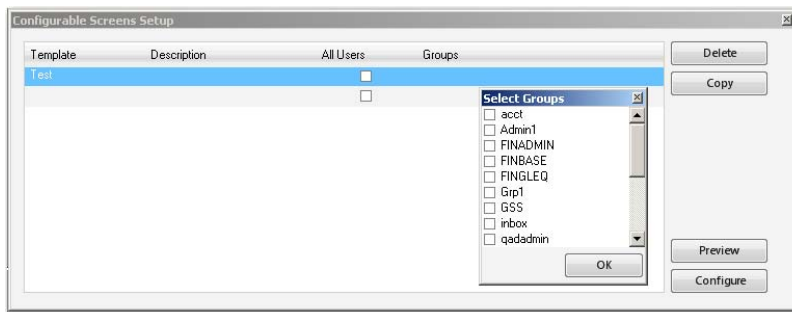 Configurable Screens Setup
Template Description All Users Groups
Delete
Test
Copy
Select Groups
acct
Admin1
FINADMIN
FINBASE
FINGLEQ
Grp1
GSS
inbox
qadadmin
OK
Preview
Configure